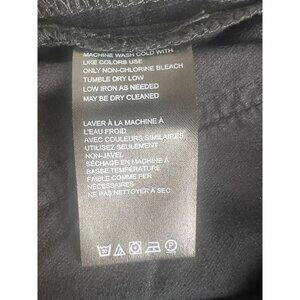 MACHINE WASH COLD WITH
LIKE COLORS USE
ONLY NON-CHLORINE BLEACH
TUMBLE DRY LOW
LOW IRON AS NEEDED
MAY BE DRY CLEANED
LAVER À LA MACHINE À
L'EAU FROID
AVEC COULEURS SIMILAIRES
UTILISEZ SEULEMENT
NON-JAVEL
SÉCHAGE EN MACHINE À
BASSE TEMPÉRATURE
FAIBLE COMME FER
NÉCESSAIRES
NE PAS NETTOYER À SEC